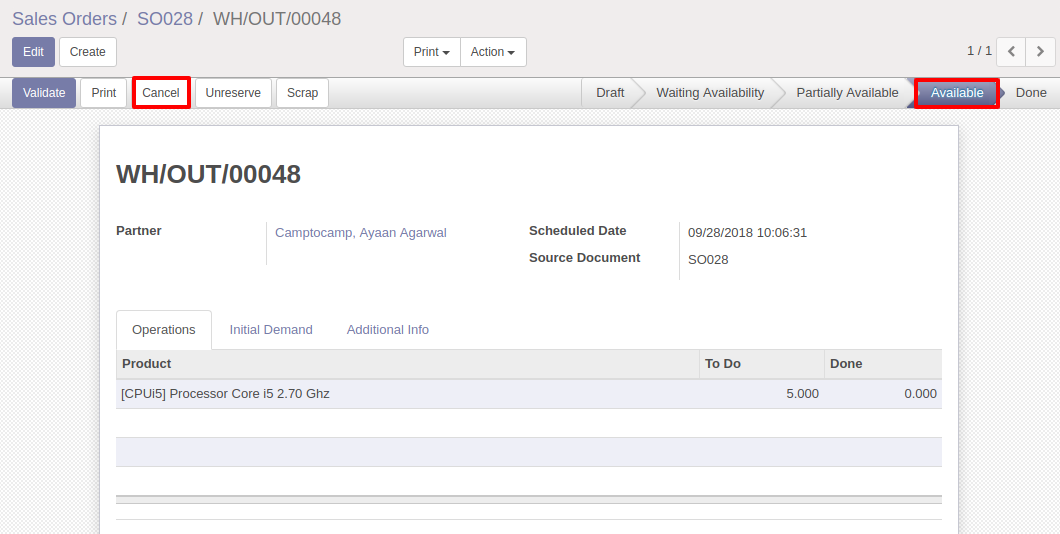 Sales Orders / SO028 / WH/OUT/00048
Edit Create Print Action 1 / 1
Validate Print Cancel Unreserve Scrap Draft Waiting Availability Partially Available Available Done
WH/OUT/00048
Partner Camptocamp, Ayaan Agarwal Scheduled Date 09/28/2018 10:06:31
Source Document SO028
Operations Initial Demand Additional Info
Product To Do Done
[CPUi5] Processor Core i5 2.70 Ghz 5.000 0.000